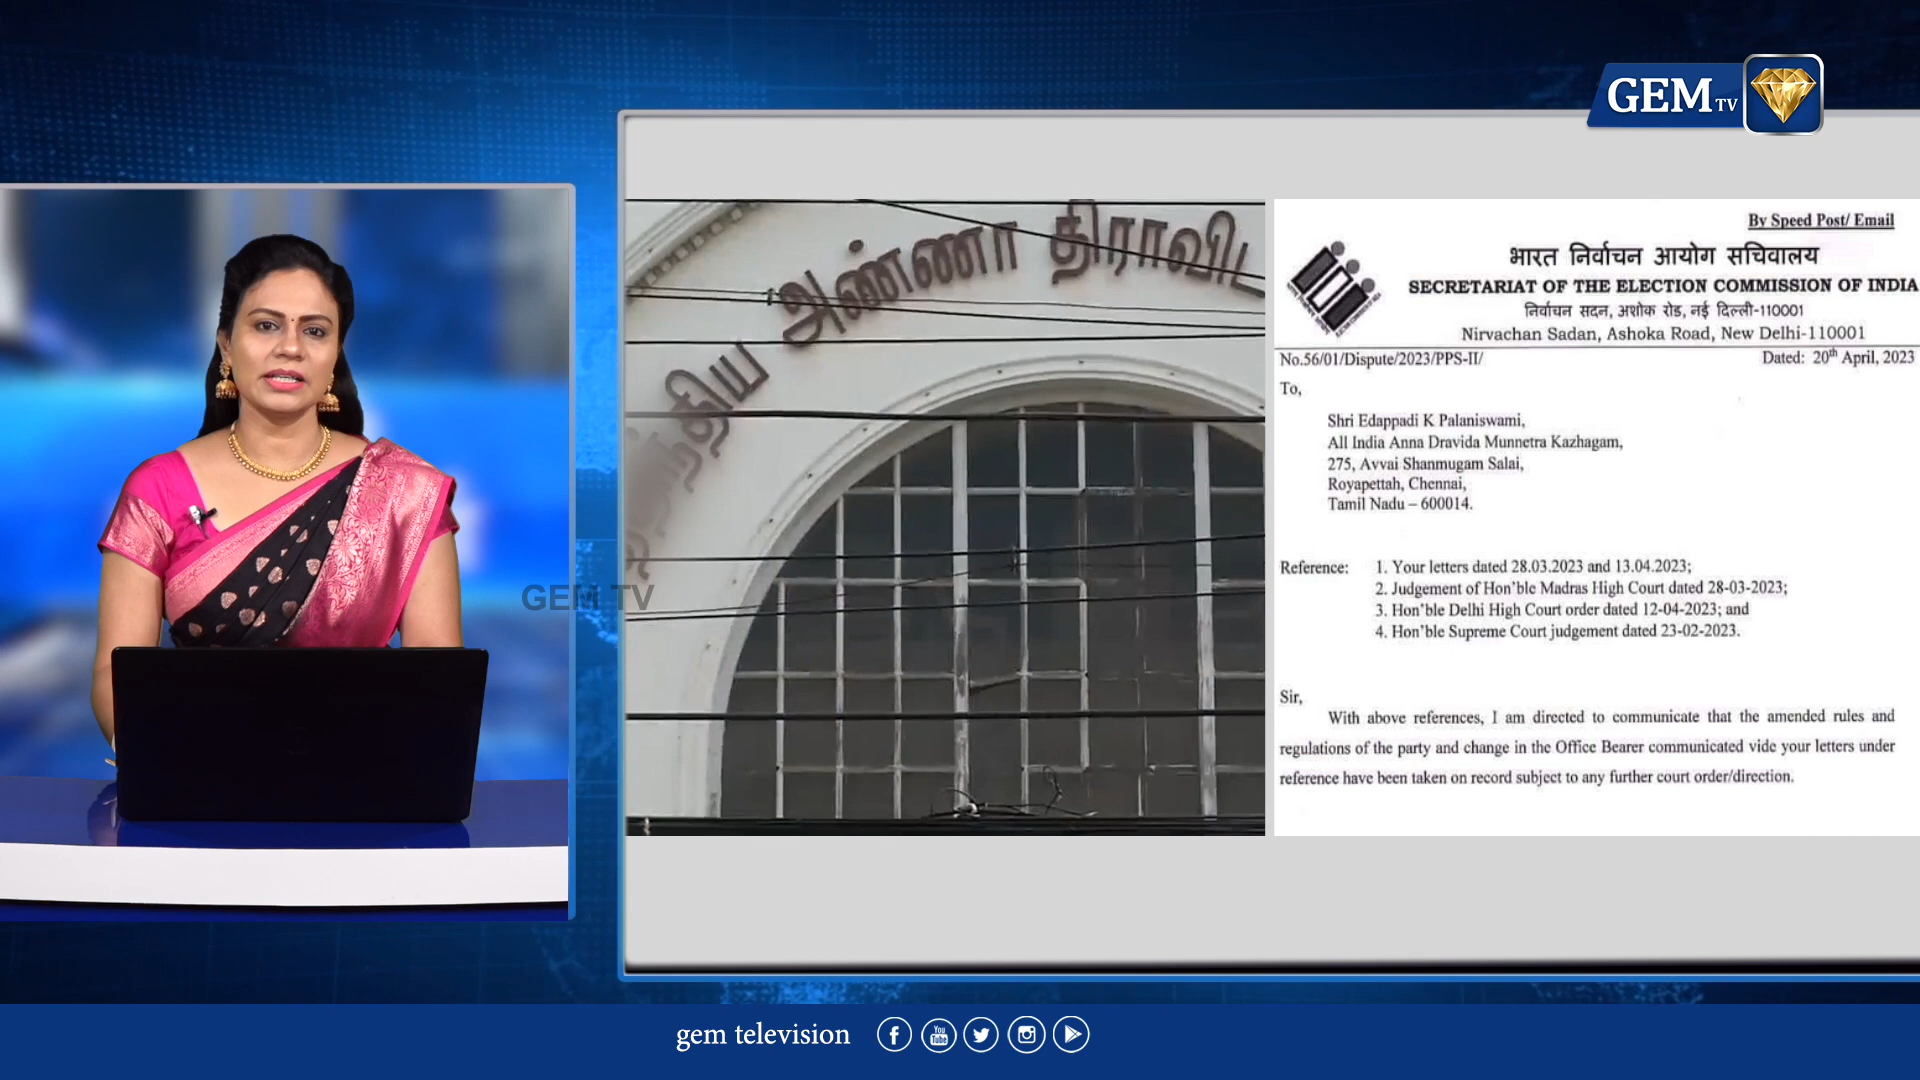 GEM TV
இந்திய அண்ணா திராவிட
By Speed Post/ Email
भारत निर्वाचन आयोग सचिवालय
SECRETARIAT OF THE ELECTION COMMISSION OF INDIA
निर्वाचन सदन, अशोक रोड, नई दिल्ली-110001
Nirvachan Sadan, Ashoka Road, New Delhi-110001
No.56/01/Dispute/2023/PPS-II/
Dated: 20th April, 2023
To,
Shri Edappadi K Palaniswami,
All India Anna Dravida Munnetra Kazhagam,
275, Avvai Shanmugam Salai,
Royapettah, Chennai,
Tamil Nadu – 600014.
Reference: 1. Your letters dated 28.03.2023 and 13.04.2023;
2. Judgement of Hon'ble Madras High Court dated 28-03-2023;
3. Hon'ble Delhi High Court order dated 12-04-2023; and
4. Hon'ble Supreme Court judgement dated 23-02-2023.
Sir,
With above references, I am directed to communicate that the amended rules and
regulations of the party and change in the Office Bearer communicated vide your letters under
reference have been taken on record subject to any further court order/direction.
GEM TV
gem television
You
Tube